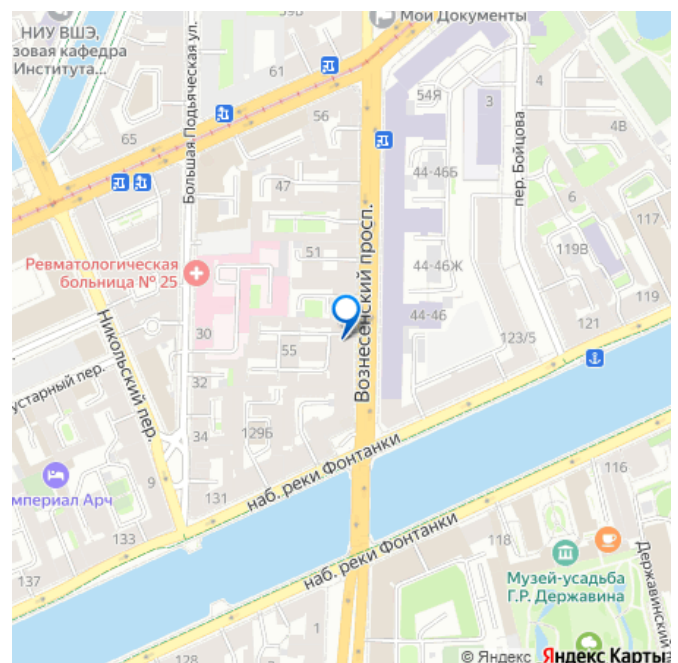 59В
Мои Документы
НИУ ВШЭ,
зовая кафедра
Института...
61
54Я
3
4
56
4В
65
Большая Подьяческая ул.
пер. Бойцова
44-46Б
47
6
117
51
119В
Вознесенский просп.
44-46Ж
Ревматологическая
больница № 25
119
44-46
121
30
123/5
55
Никольский пер.
устарный пер.
32
34
129Б
наб. реки Фонтанки
9
мпериал Арч
131
116
133
118
наб. реки Фонтанки
137
Музей-усадьба
Г.Р. Державина
Державинский
1
128
© Яндекс Яндекс Карты